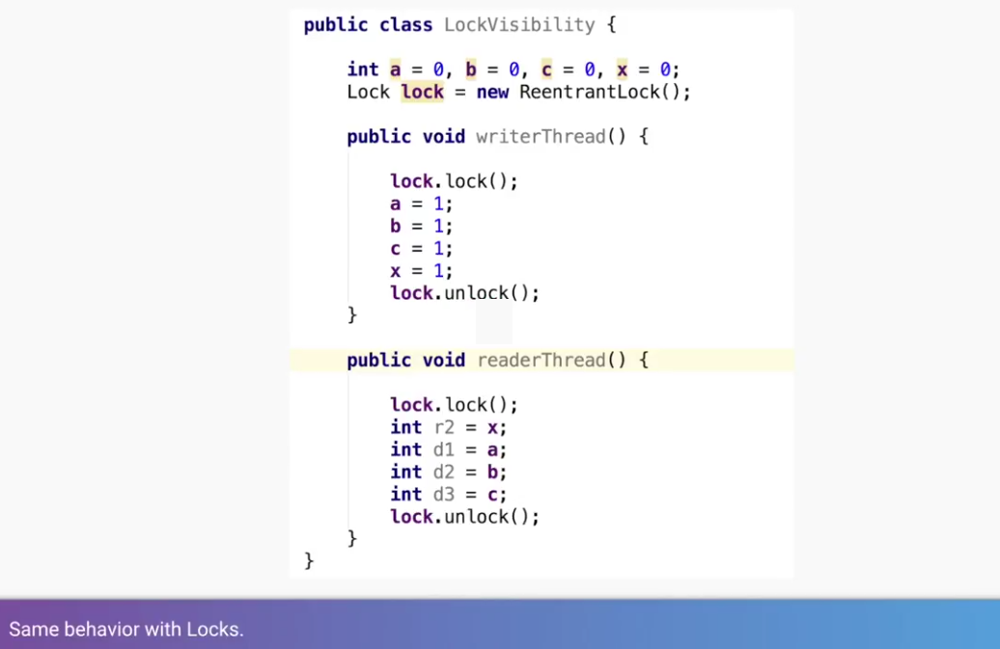 public class LockVisibility {
int a = 0, b = 0, c = 0, x = 0;
Lock lock = new ReentrantLock();
public void writerThread() {
lock.lock();
a = 1;
b = 1;
c = 1;
x = 1;
lock.unlock();
}
public void readerThread() {
lock.lock();
int r2 = x;
int d1 = a;
int d2 = b;
int d3 = c;
lock.unlock();
}
}
Same behavior with Locks.